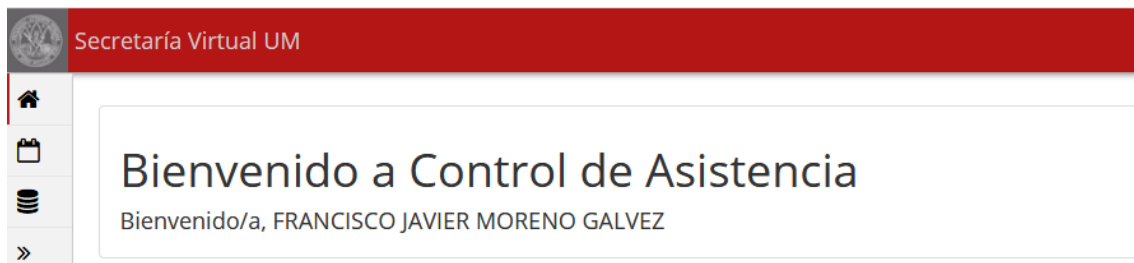 Secretaría Virtual UM
Bienvenido a Control de Asistencia
Bienvenido/a, FRANCISCO JAVIER MORENO GALVEZ